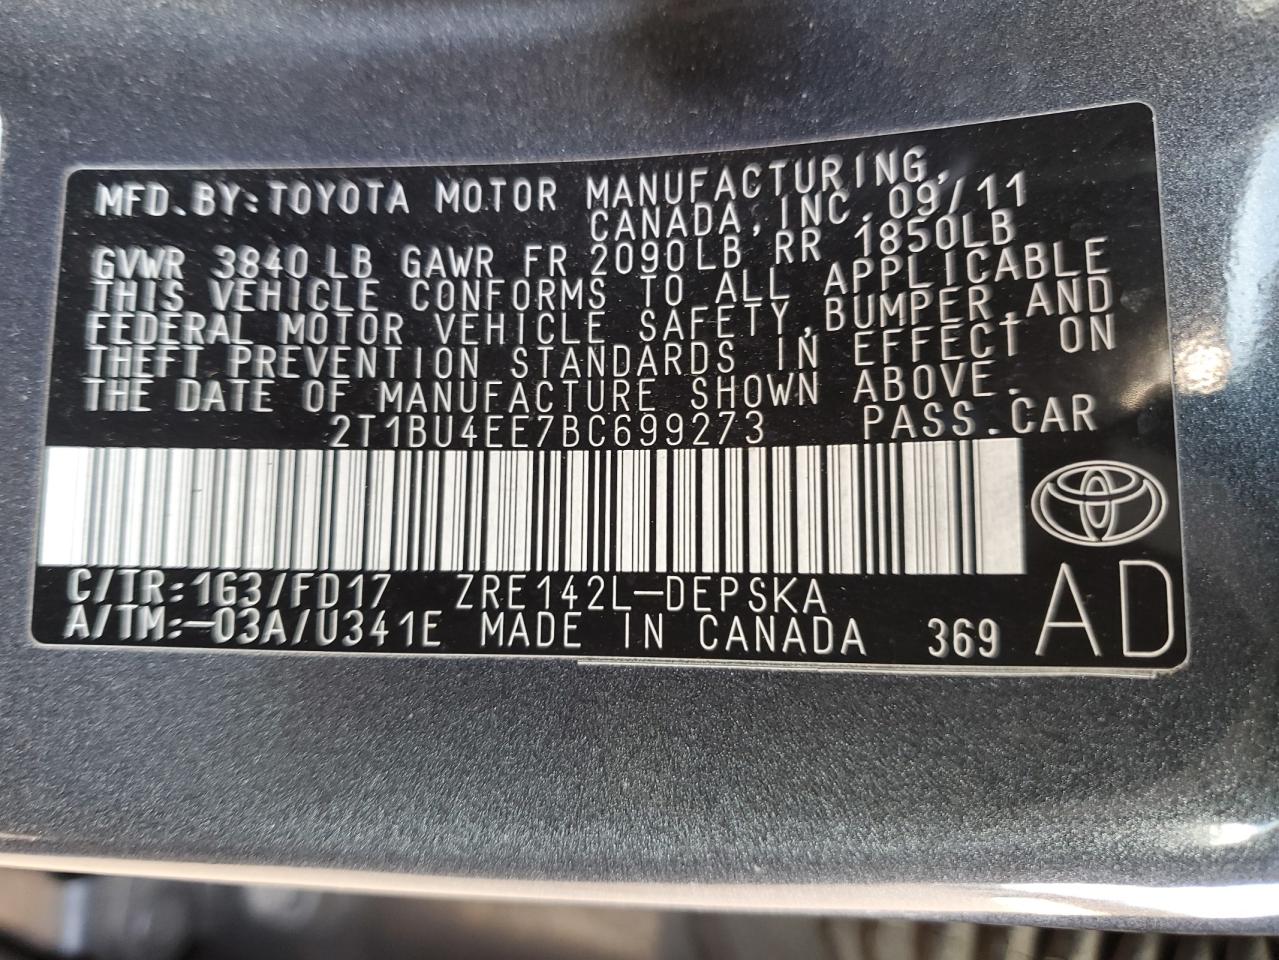 MFD.BY:TOYOTA MOTOR MANUFACTURING,
CANADA,INC. 09/11
GVWR 3840 LB GAWR FR 2090LB RR 1850LB
THIS VEHICLE CONFORMS TO ALL APPLICABLE
FEDERAL MOTOR VEHICLE SAFETY,BUMPER,AND
THEFT PREVENTION STANDARDS IN EFFECT ON
THE DATE OF MANUFACTURE SHOWN ABOVE.
2T1BU4EE7BC699273 PASS.CAR
C/TR:1G3/FD17 ZRE142L-DEPSKA
A/TM:-03A/U341E MADE IN CANADA 369 AD